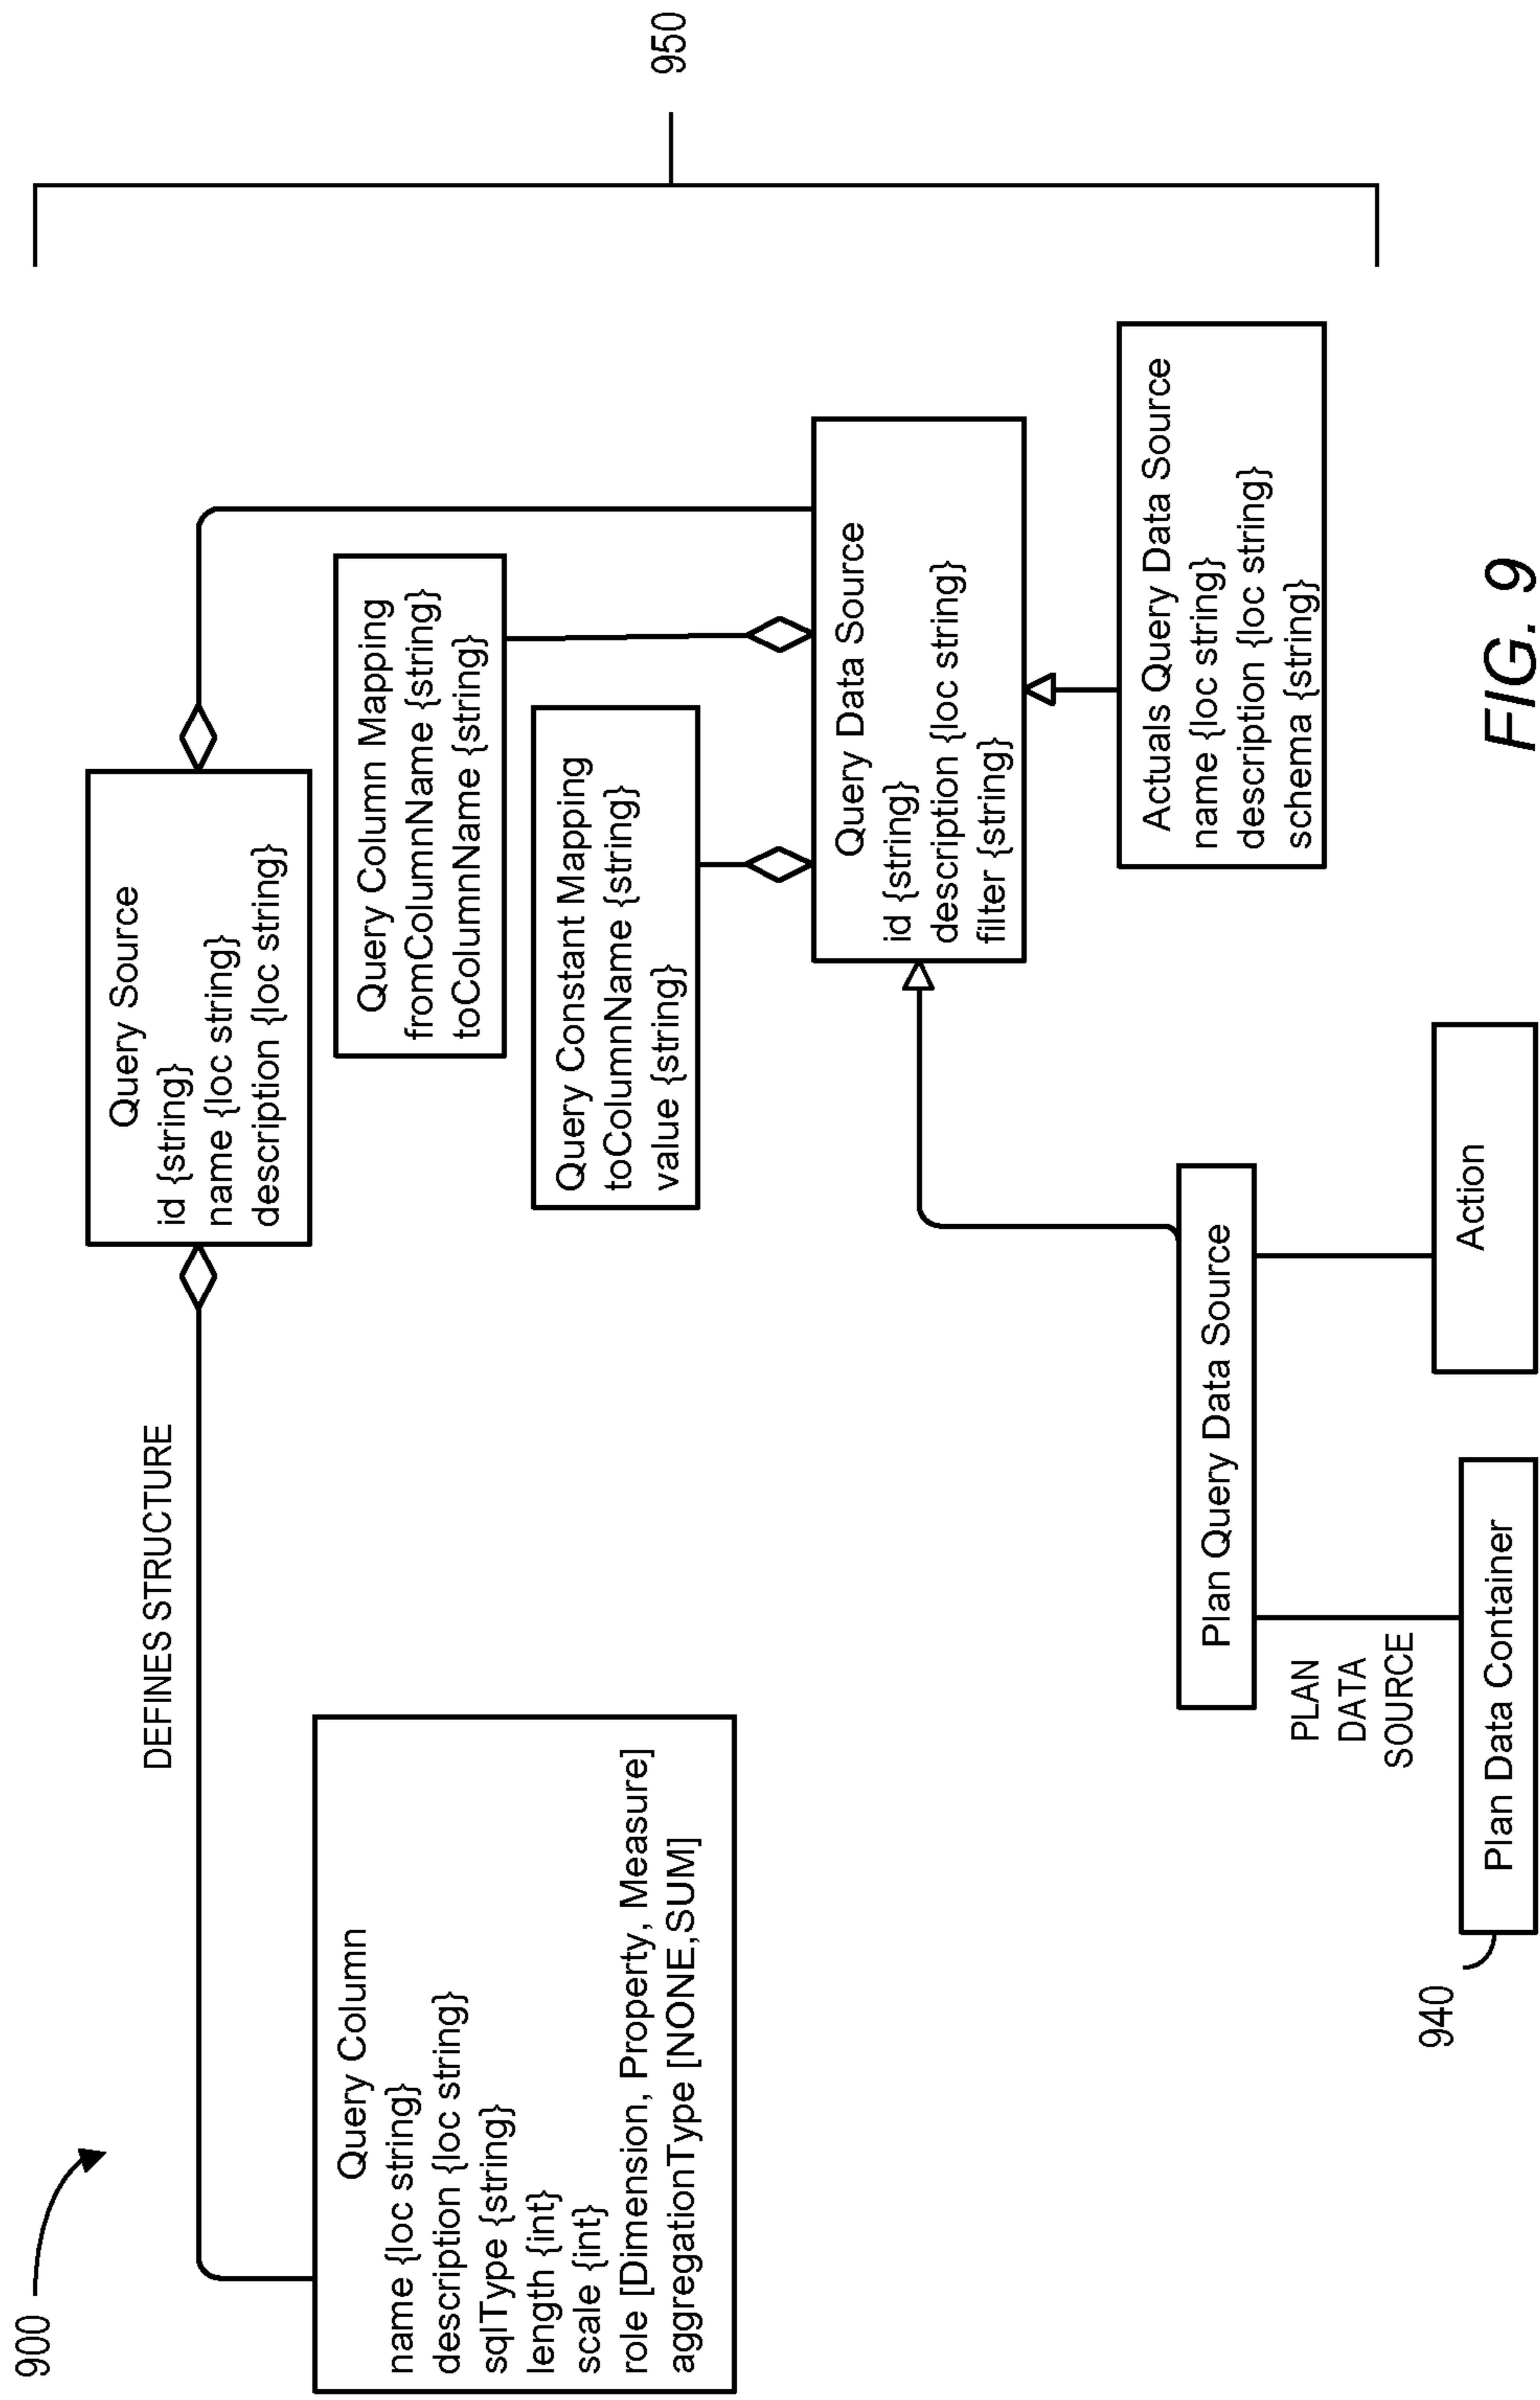 900
DEFINES STRUCTURE
Query Column
name {loc string}
description {loc string}
sqlType {string}
length {int}
scale {int}
role [Dimension, Property, Measure]
aggregationType [NONE,SUM]
Query Source
id {string}
name {loc string}
description {loc string}
Query Column Mapping
fromColumnName {string}
toColumnName {string}
Query Constant Mapping
toColumnName {string}
value {string}
950
Query Data Source
id {string}
description {loc string}
filter {string}
Actuals Query Data Source
name {loc string}
description {loc string}
schema {string}
Plan Query Data Source
PLAN
DATA
SOURCE
Action
Plan Data Container
940
FIG. 9